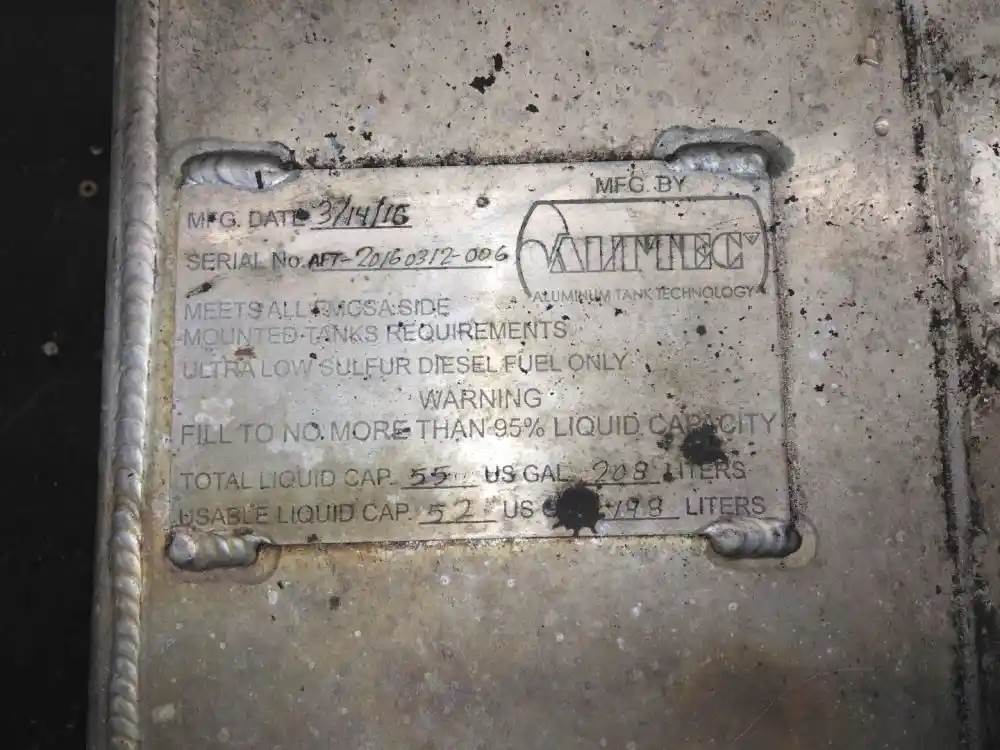 MFG. BY
MFG. DATE 3/14/16
ALUMTEC
SERIAL No. AFT-20160312-006
ALUMINUM TANK TECHNOLOGY
MEETS ALL FMCSA SIDE
MOUNTED TANKS REQUIREMENTS
ULTRA LOW SULFUR DIESEL FUEL ONLY
WARNING
FILL TO NO MORE THAN 95% LIQUID CAPACITY
TOTAL LIQUID CAP. 55 US GAL. 208 LITERS
USABLE LIQUID CAP. 52 US 198 LITERS